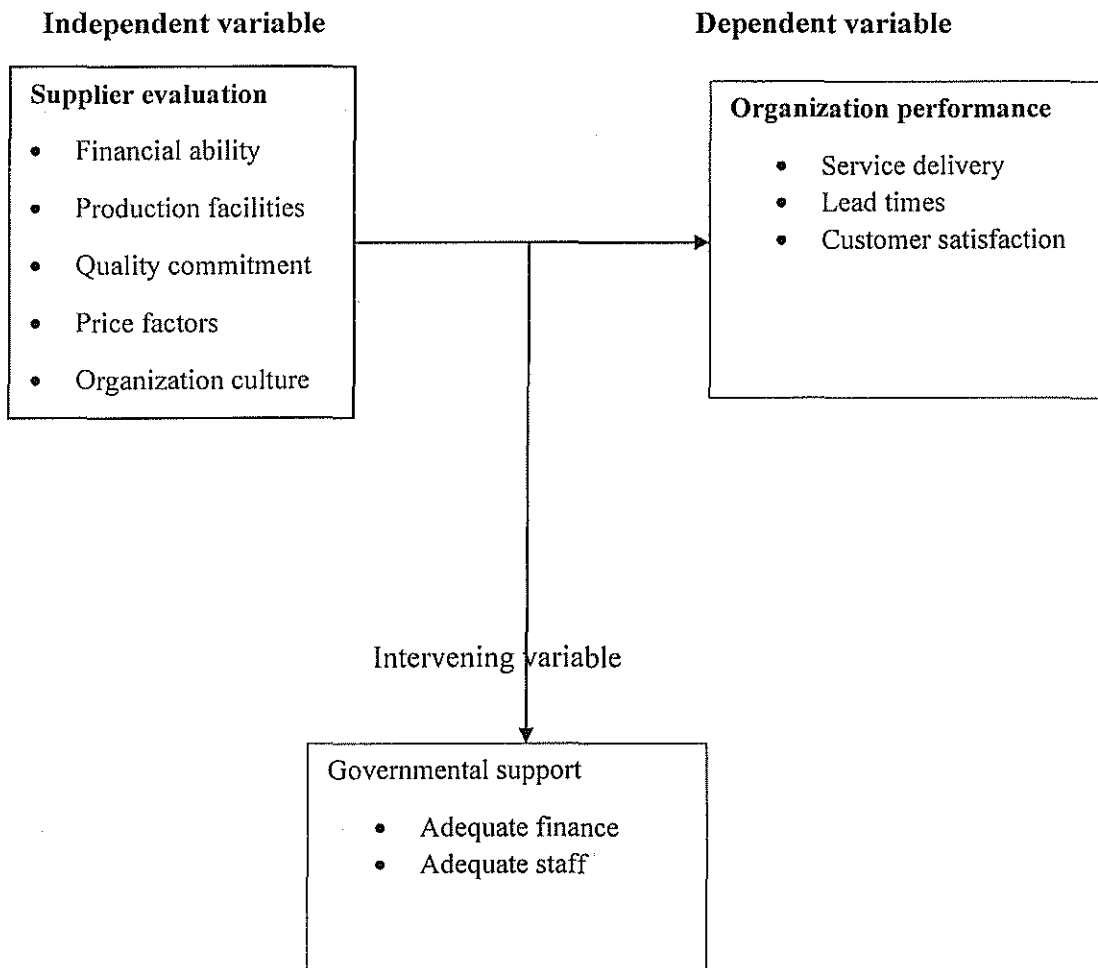 Independent variable
Dependent variable
Supplier evaluation
• Financial ability
• Production facilities
• Quality commitment
• Price factors
• Organization culture
Organization performance
• Service delivery
• Lead times
• Customer satisfaction
Intervening variable
Governmental support
• Adequate finance
• Adequate staff